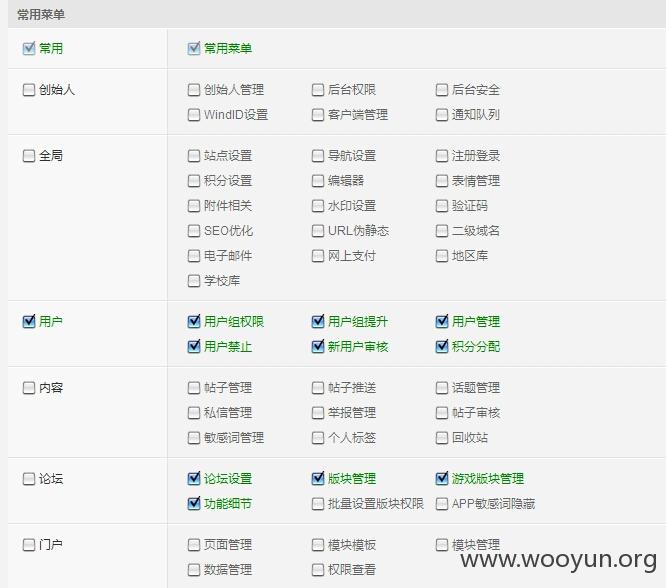 常用菜单
常用 常用菜单
创始人 创始人管理 后台权限 后台安全
WindID设置 客户端管理 通知队列
全局 站点设置 导航设置 注册登录
积分设置 编辑器 表情管理
附件相关 水印设置 验证码
SEO优化 URL伪静态 二级域名
电子邮件 网上支付 地区库
学校库
用户 用户组权限 用户组提升 用户管理
用户禁止 新用户审核 积分分配
内容 帖子管理 帖子推送 话题管理
私信管理 举报管理 帖子审核
敏感词管理 个人标签 回收站
论坛 论坛设置 版块管理 游戏版块管理
功能细节 批量设置版块权限 APP敏感词隐藏
门户 页面管理 模块模板 模块管理
数据管理 权限查看
www.wooyun.org